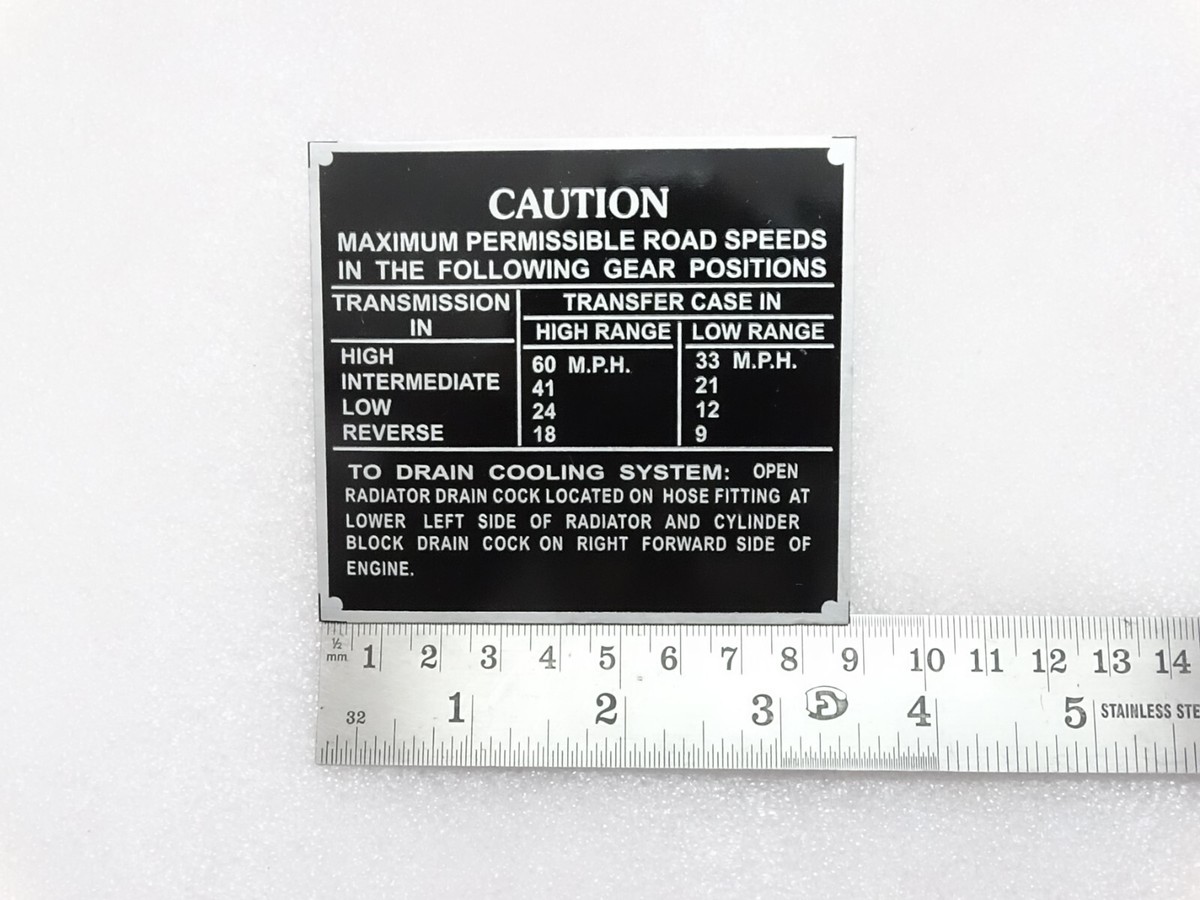 CAUTION
MAXIMUM PERMISSIBLE ROAD SPEEDS
IN THE FOLLOWING GEAR POSITIONS
TRANSMISSION IN
TRANSFER CASE IN
HIGH RANGE LOW RANGE
HIGH 60 M.P.H. 33 M.P.H.
INTERMEDIATE 41 21
LOW 24 12
REVERSE 18 9
TO DRAIN COOLING SYSTEM: OPEN
RADIATOR DRAIN COCK LOCATED ON HOSE FITTING AT
LOWER LEFT SIDE OF RADIATOR AND CYLINDER
BLOCK DRAIN COCK ON RIGHT FORWARD SIDE OF
ENGINE.
½ mm 1 2 3 4 5 6 7 8 9 10 11 12 13 14
32 1 2 3 4 5 STAINLESS STE